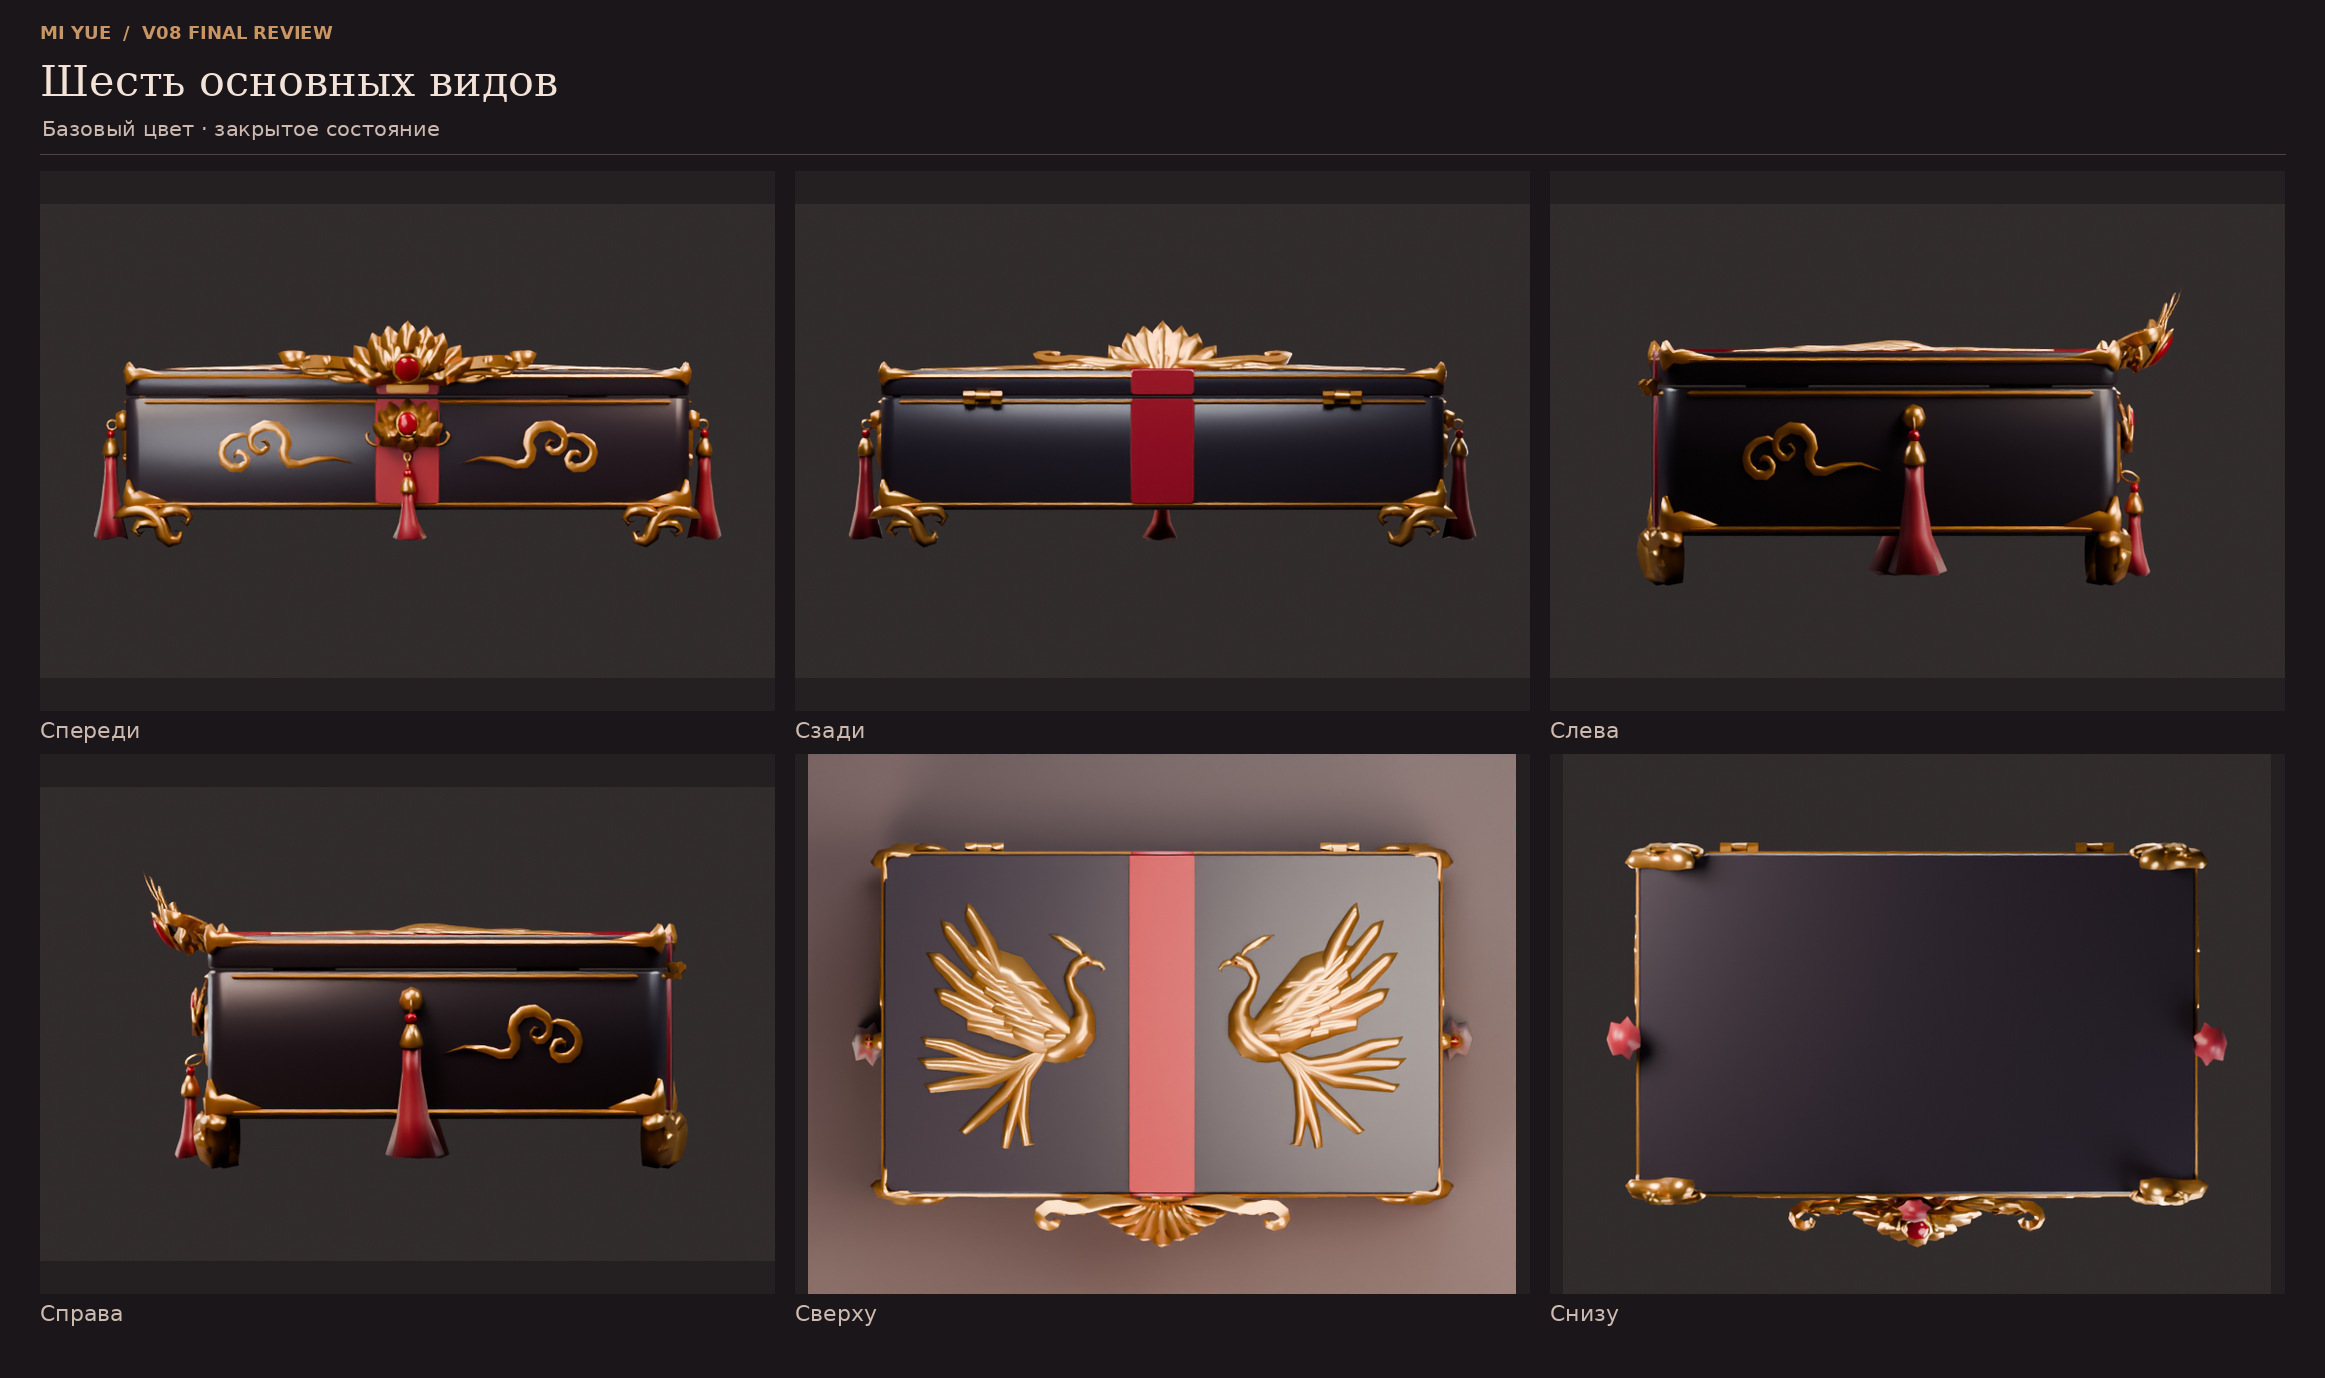 MI YUE / V08 FINAL REVIEW
Шесть основных видов
Базовый цвет · закрытое состояние
Спереди
Сзади
Слева
Справа
Сверху
Снизу